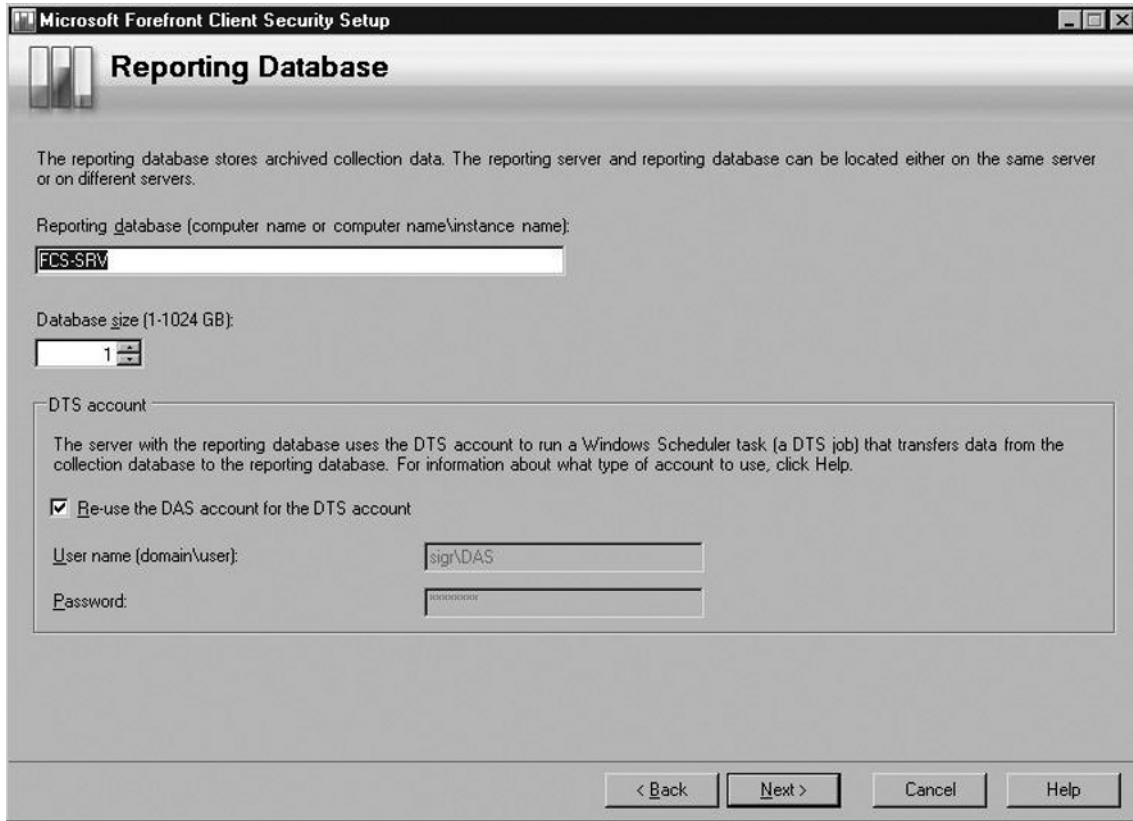 Microsoft Forefront Client Security Setup
Reporting Database
The reporting database stores archived collection data. The reporting server and reporting database can be located either on the same server
or on different servers.
Reporting database (computer name or computer name\instance name):
FCS-SRV
Database size (1-1024 GB):
1
DTS account
The server with the reporting database uses the DTS account to run a Windows Scheduler task (a DTS job) that transfers data from the
collection database to the reporting database. For information about what type of account to use, click Help.
Re-use the DAS account for the DTS account
User name (domain\user):
sigr\DAS
Password:
********
< Back
Next >
Cancel
Help